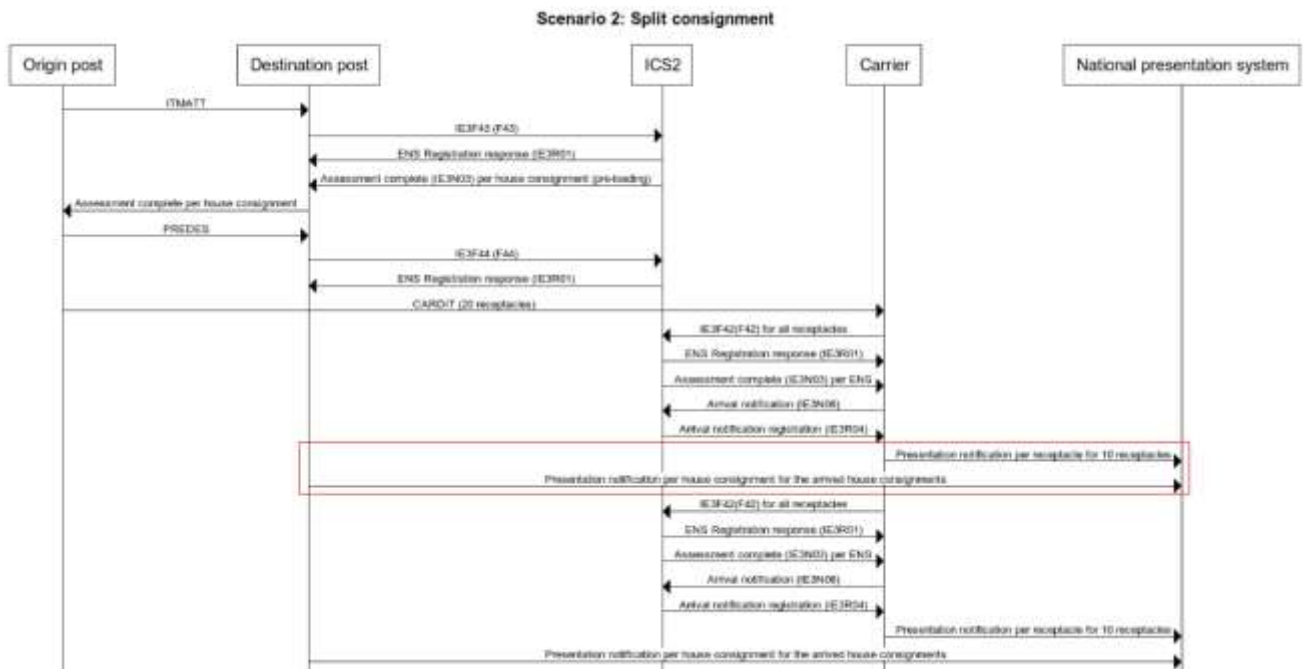 Scenario 2: Split consignment
Origin post
Destination post
ICS2
Carrier
National presentation system
ITMATT
IE3F43 (F43)
ENS Registration response (IE3R01)
Assessment complete (IE3N03) per house consignment (pre-loading)
Assessment complete per house consignment
PREDES
IE3F44 (F44)
ENS Registration response (IE3R01)
CARDIT (20 receptacles)
IE3F42(F42) for all receptacles
ENS Registration response (IE3R01)
Assessment complete (IE3N03) per ENS
Arrival notification (IE3N06)
Arrival notification registration (IE3R04)
Presentation notification per receptacle for 10 receptacles
Presentation notification per house consignment for the arrived house consignments
IE3F42(F42) for all receptacles
ENS Registration response (IE3R01)
Assessment complete (IE3N03) per ENS
Arrival notification (IE3N06)
Arrival notification registration (IE3R04)
Presentation notification per receptacle for 10 receptacles
Presentation notification per house consignment for the arrived house consignments